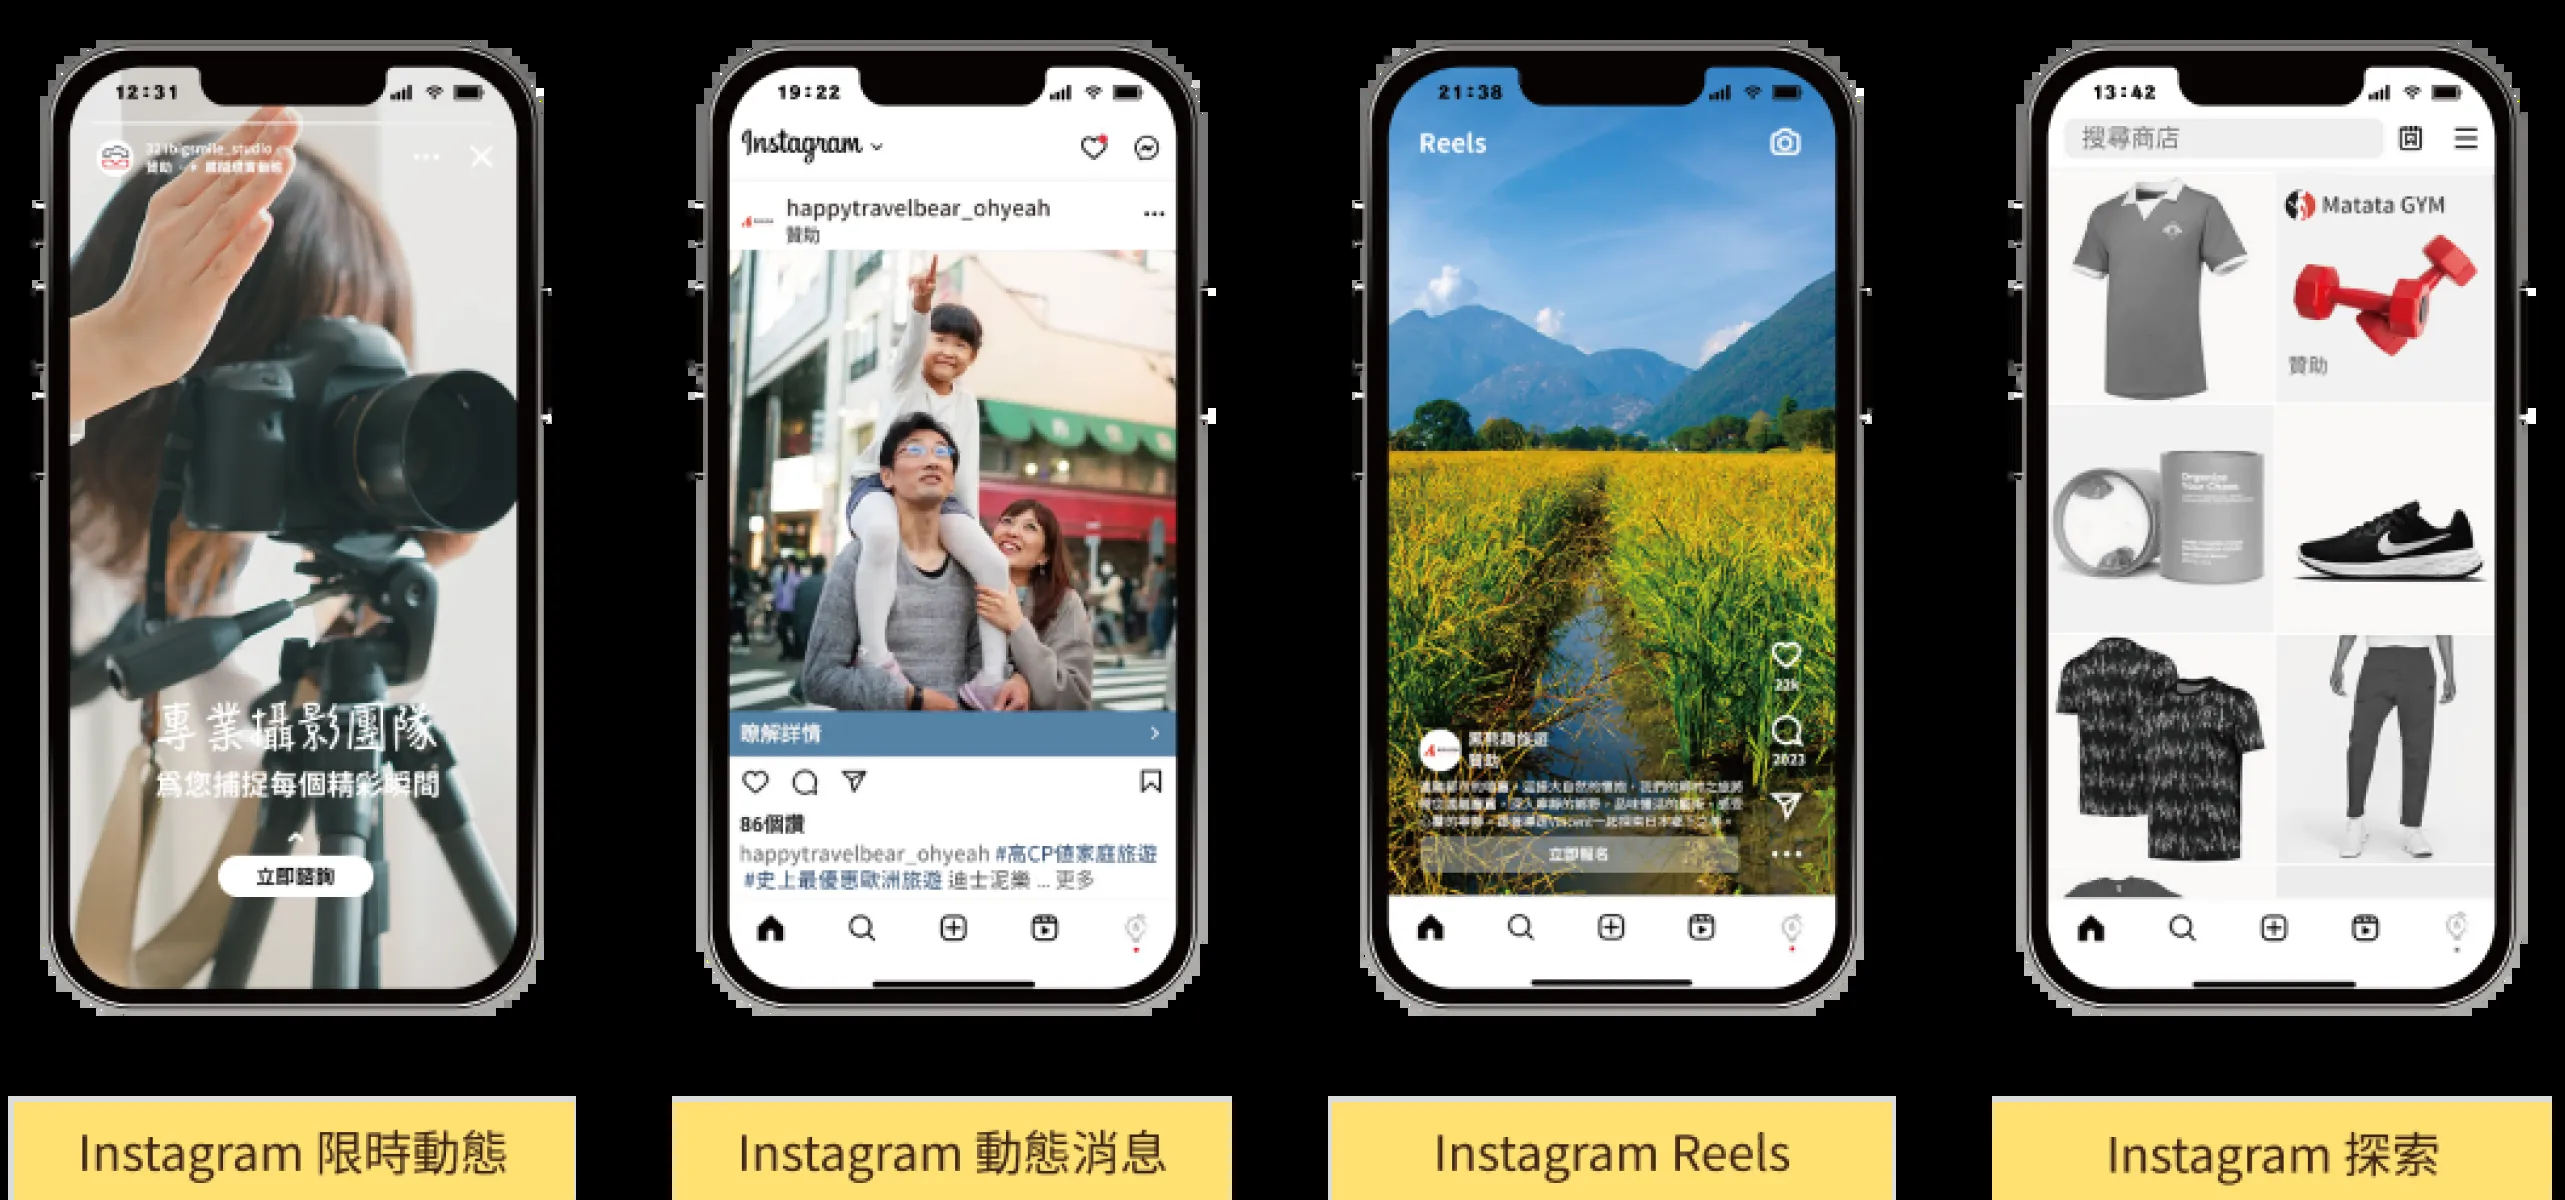 12:31
321bigsmile_studio
贊助
專業攝影團隊
為您捕捉每個精彩瞬間
立即諮詢
Instagram 限時動態
19:22
Instagram
happytravelbear_ohyeah
贊助
瞭解詳情
86個讚
happytravelbear_ohyeah #高CP值家庭旅遊
#史上最優惠歐洲旅遊 迪士尼樂 ... 更多
Instagram 動態消息
21:38
Reels
22k
2023
贊助
立即報名
Instagram Reels
13:42
搜尋商店
Matata GYM
贊助
Organize
Your Chaos
Instagram 探索